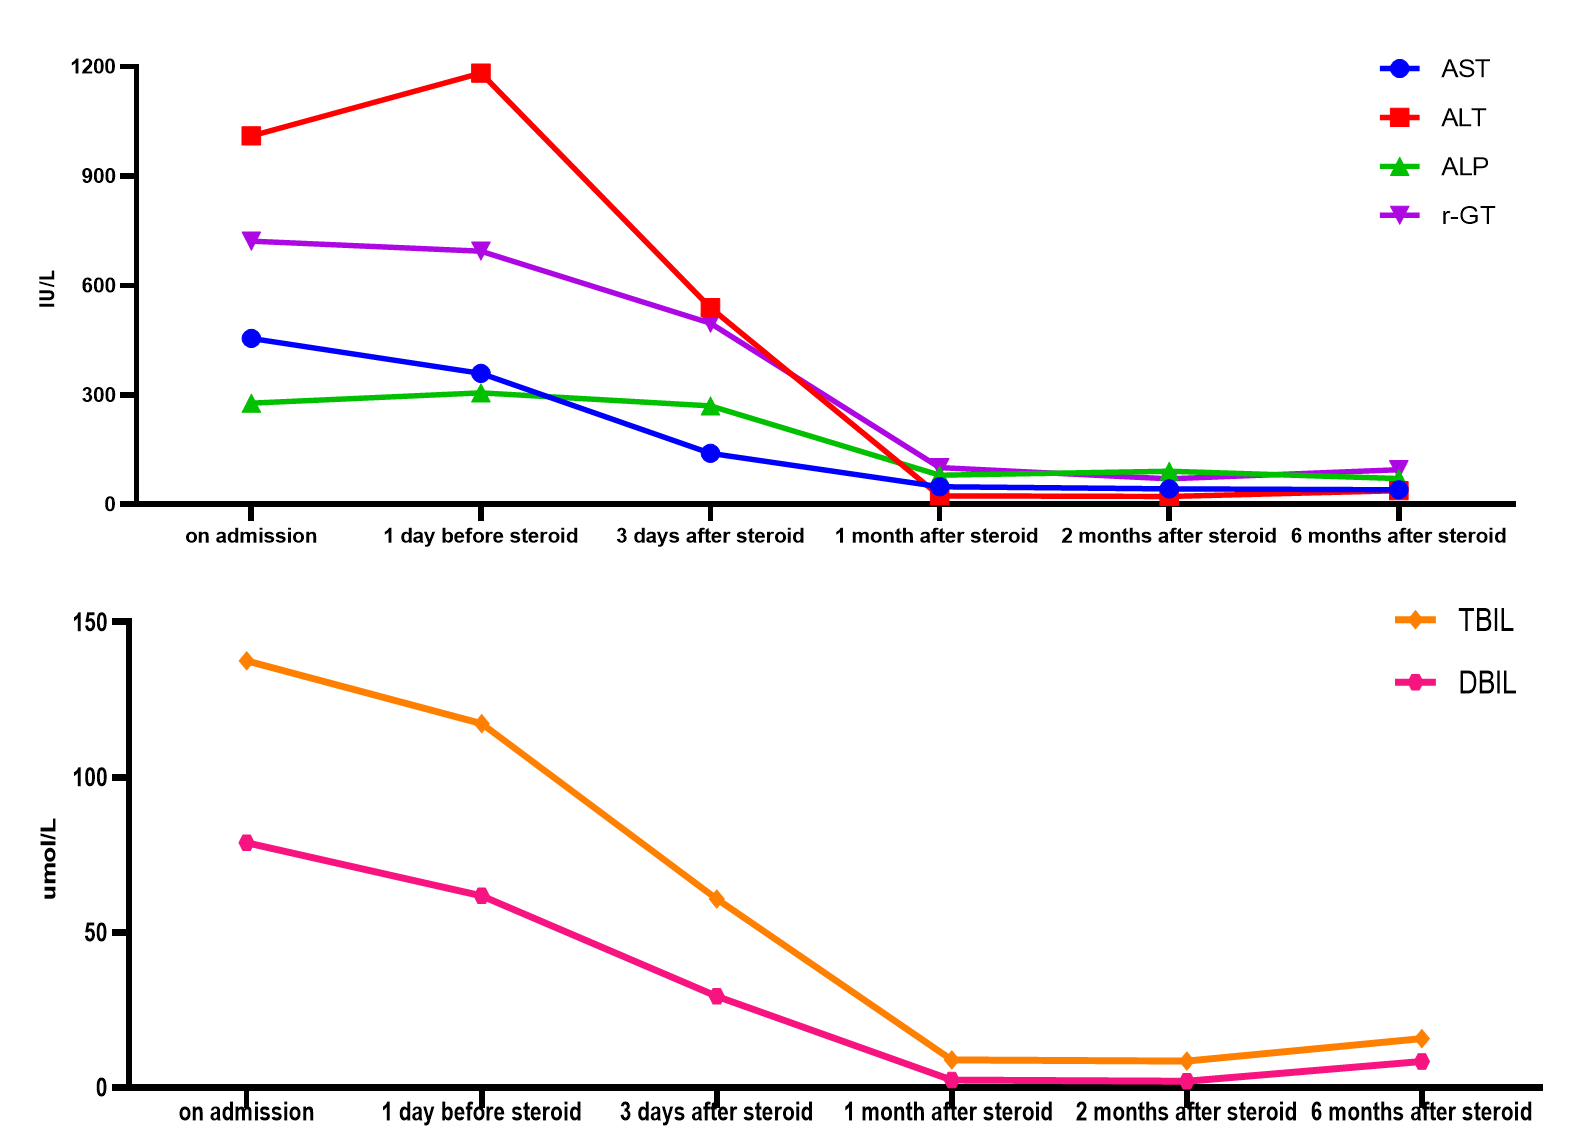 1200
900
600
300
0
IU/L
AST
ALT
ALP
r-GT
on admission 1 day before steroid 3 days after steroid 1 month after steroid 2 months after steroid 6 months after steroid
150
100
50
0
umol/L
TBIL
DBIL
on admission 1 day before steroid 3 days after steroid 1 month after steroid 2 months after steroid 6 months after steroid